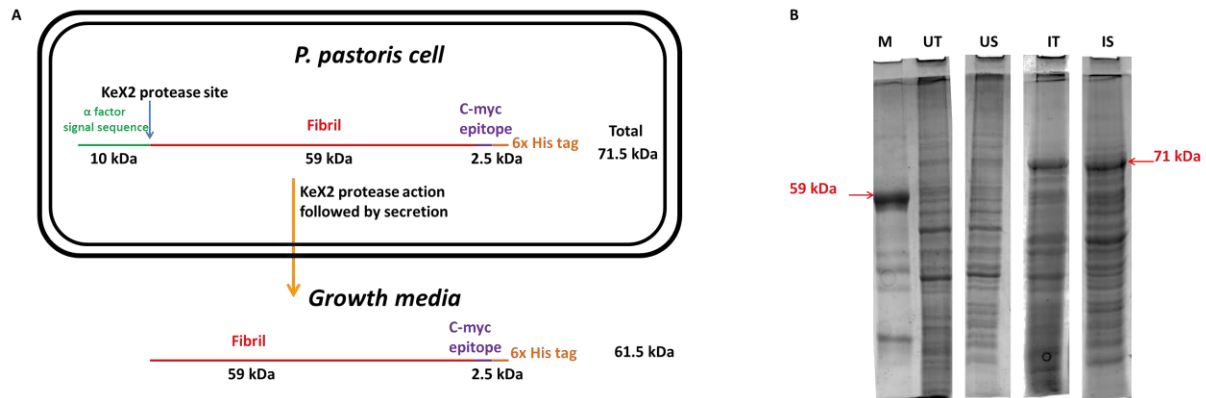 A
P. pastoris cell
KeX2 protease site
α factor
signal sequence
Fibril
C-myc
epitope
6x His tag
Total
10 kDa
59 kDa
2.5 kDa
71.5 kDa
KeX2 protease action
followed by secretion
Growth media
Fibril
C-myc
epitope
6x His tag
61.5 kDa
59 kDa
2.5 kDa
B
M UT US IT IS
71 kDa
59 kDa